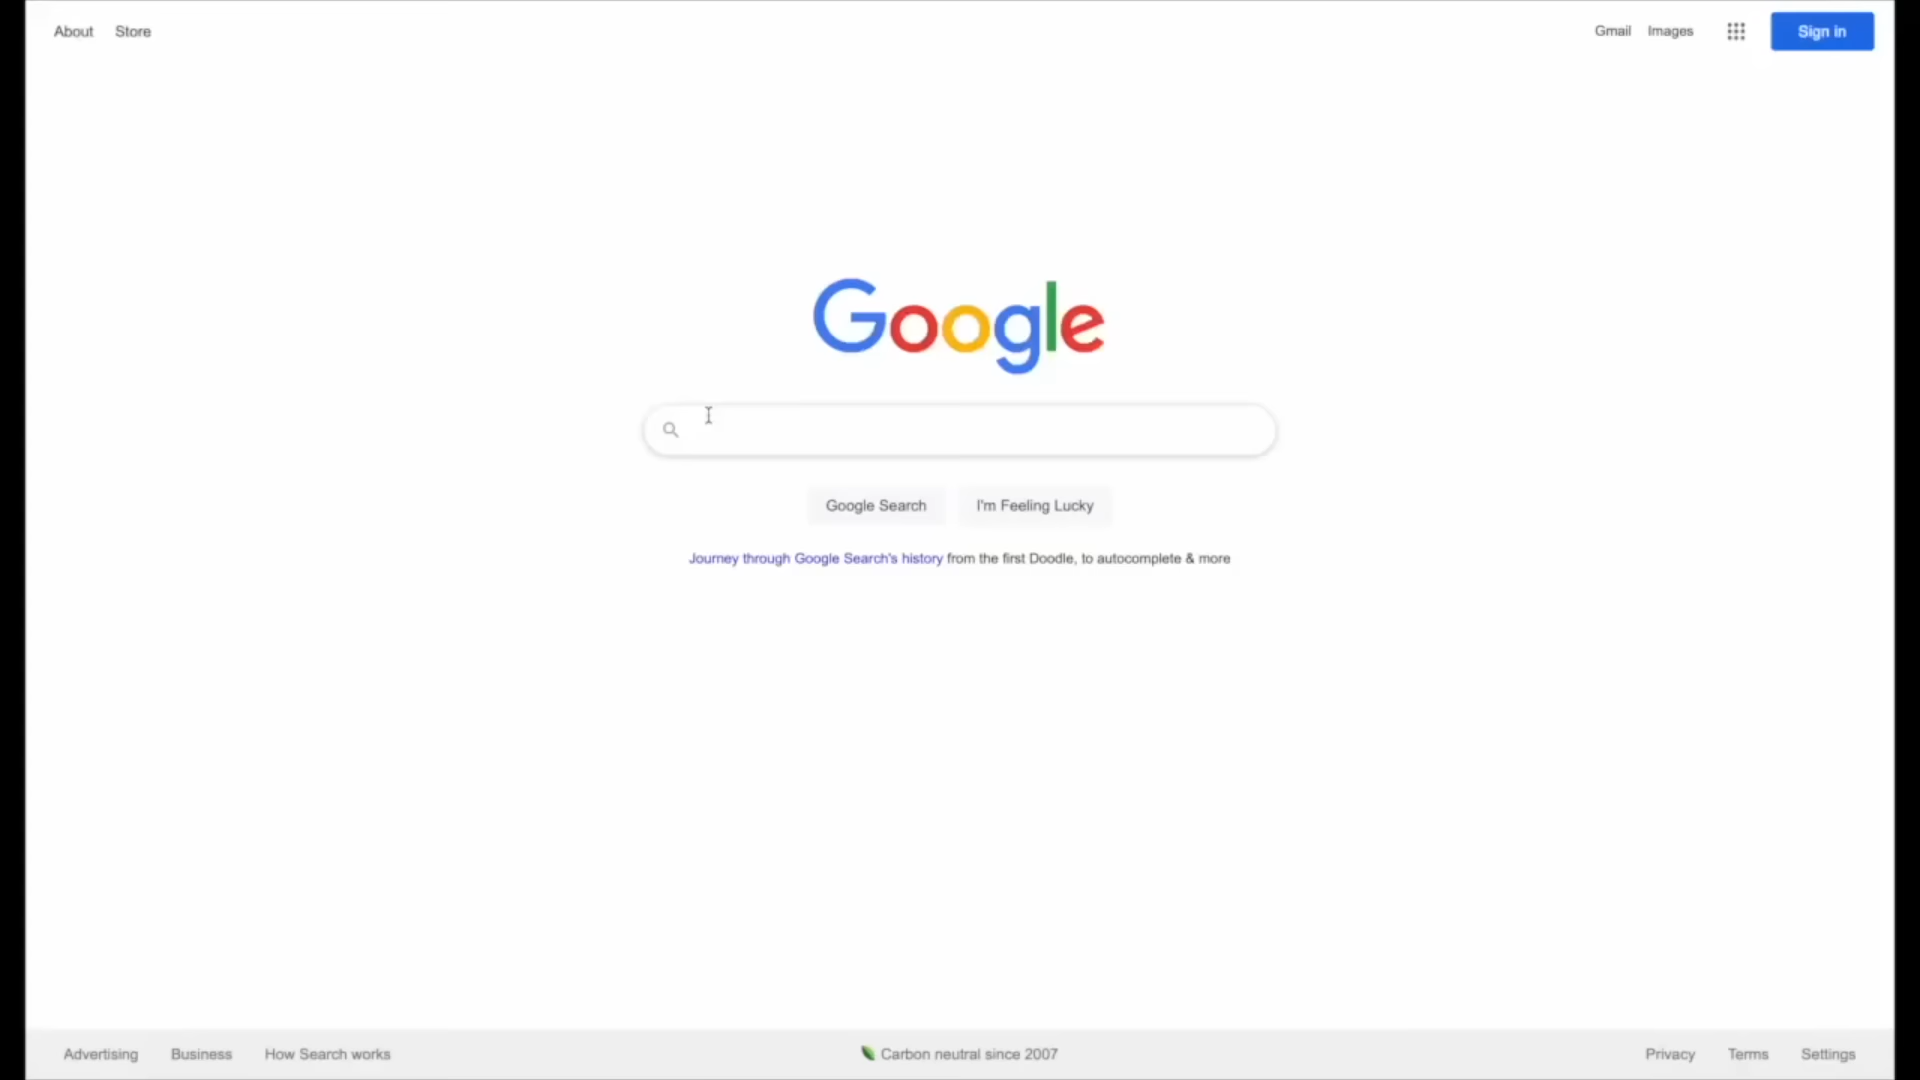 About Store Gmail Images Sign in
Google
Google Search I'm Feeling Lucky
Journey through Google Search's history from the first Doodle, to autocomplete & more
Advertising Business How Search works Carbon neutral since 2007 Privacy Terms Settings